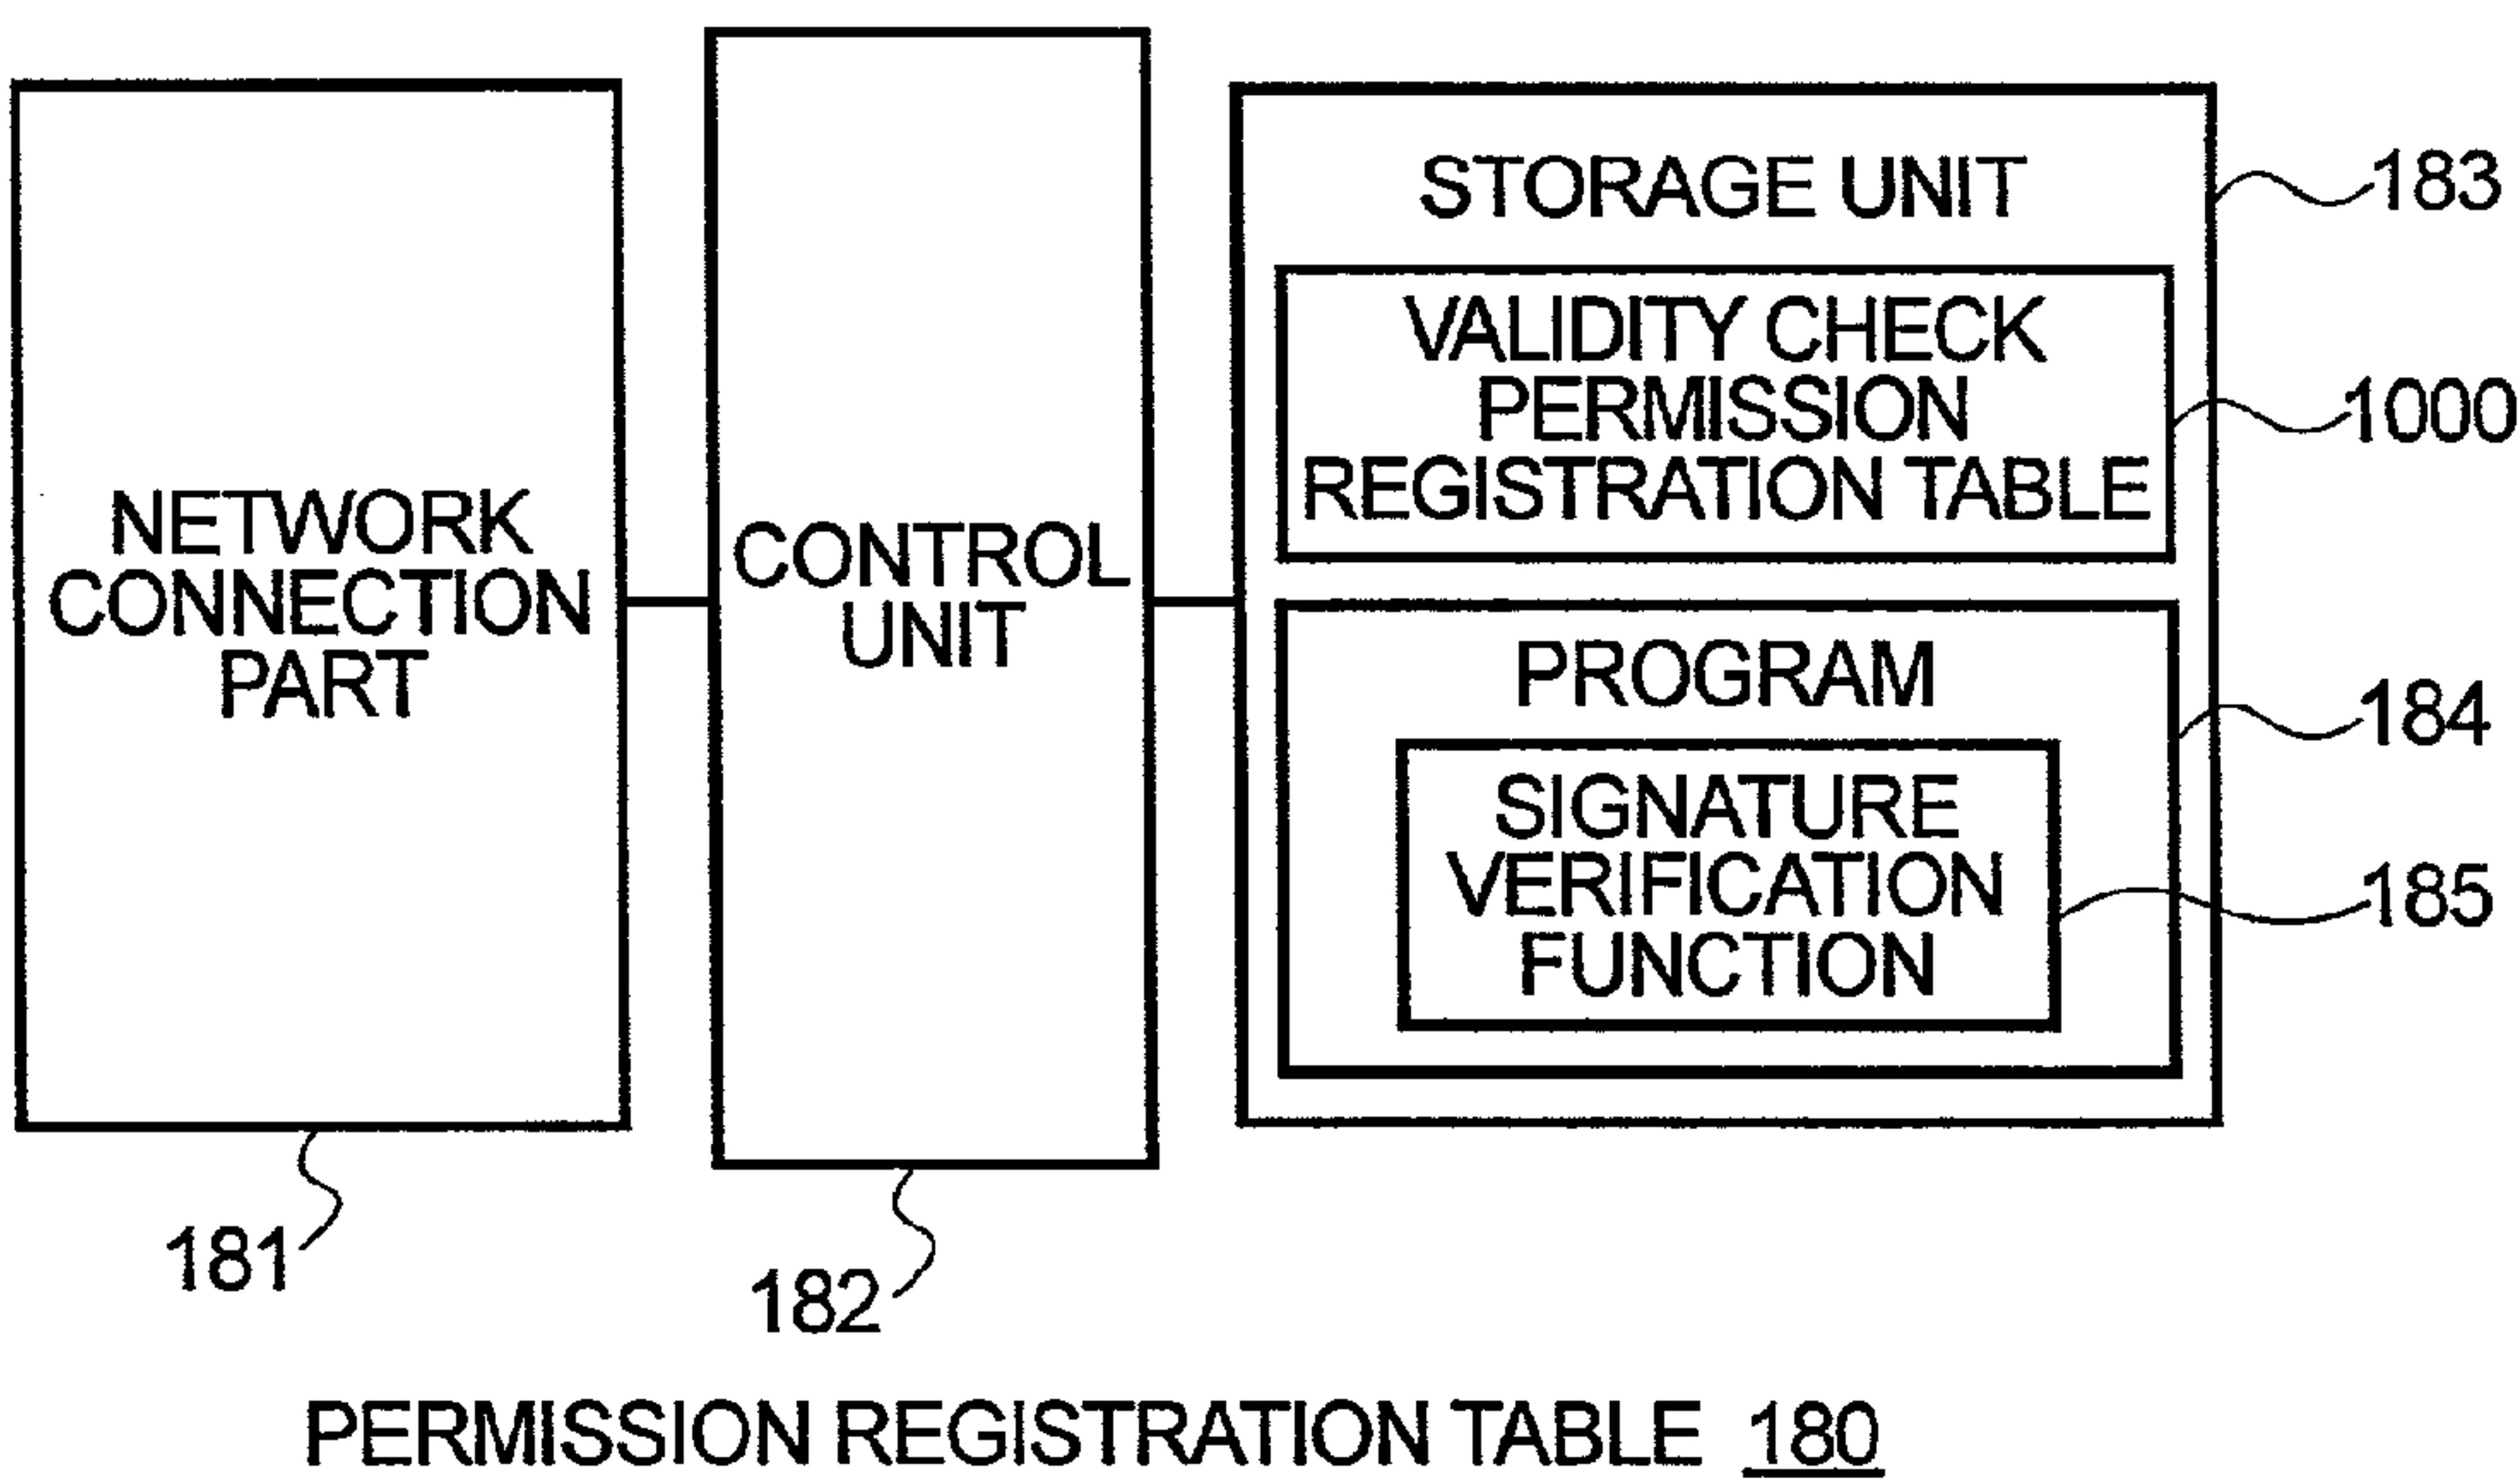 NETWORK
CONNECTION
PART
181
CONTROL
UNIT
182
STORAGE UNIT
183
VALIDITY CHECK
PERMISSION
REGISTRATION TABLE
1000
PROGRAM
184
SIGNATURE
VERIFICATION
FUNCTION
185
PERMISSION REGISTRATION TABLE 180